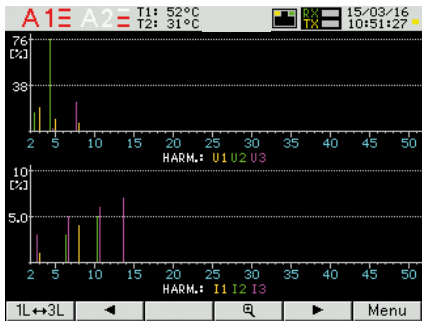 A1 A2 T1: 52°C RX 15/03/16
T2: 31°C TX 10:51:27
76
[%]
38
2 5 10 15 20 25 30 35 40 45 50
HARM.: U1 U2 U3
10
[%]
5.0
2 5 10 15 20 25 30 35 40 45 50
HARM.: I1 I2 I3
1L↔3L ◄ ► Menu